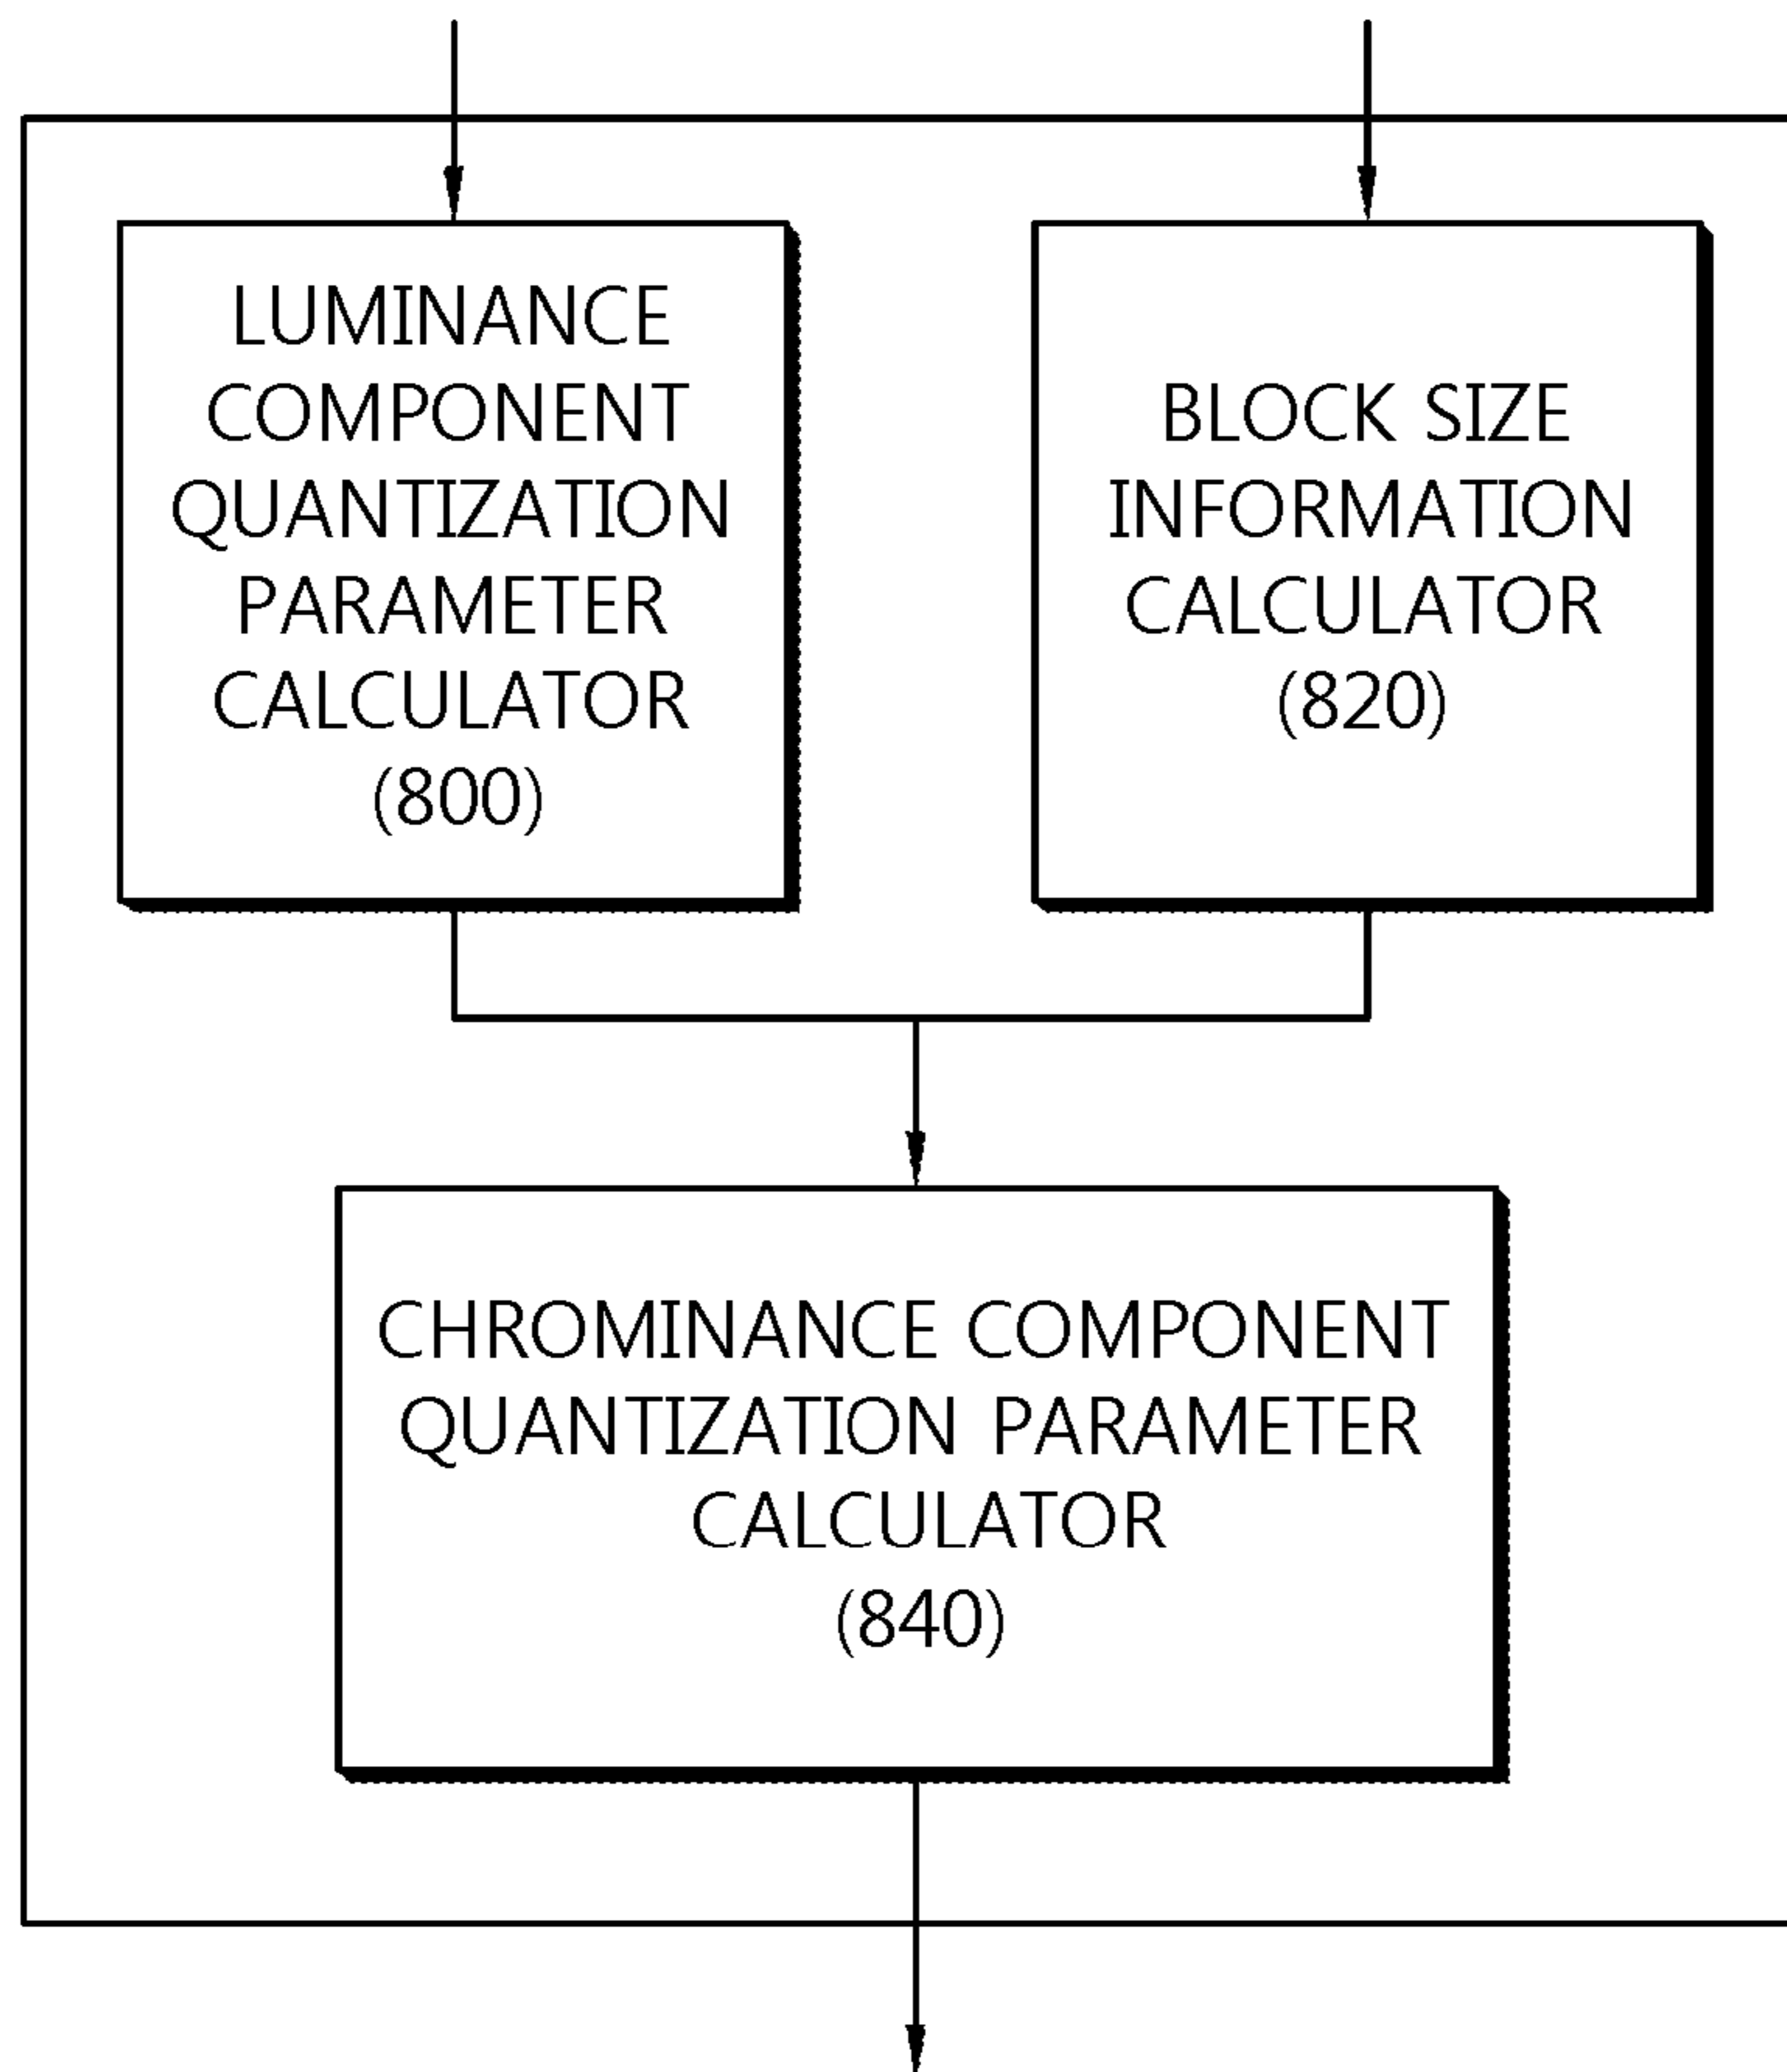 LUMINANCE
COMPONENT
QUANTIZATION
PARAMETER
CALCULATOR
(800)
BLOCK SIZE
INFORMATION
CALCULATOR
(820)
CHROMINANCE COMPONENT
QUANTIZATION PARAMETER
CALCULATOR
(840)